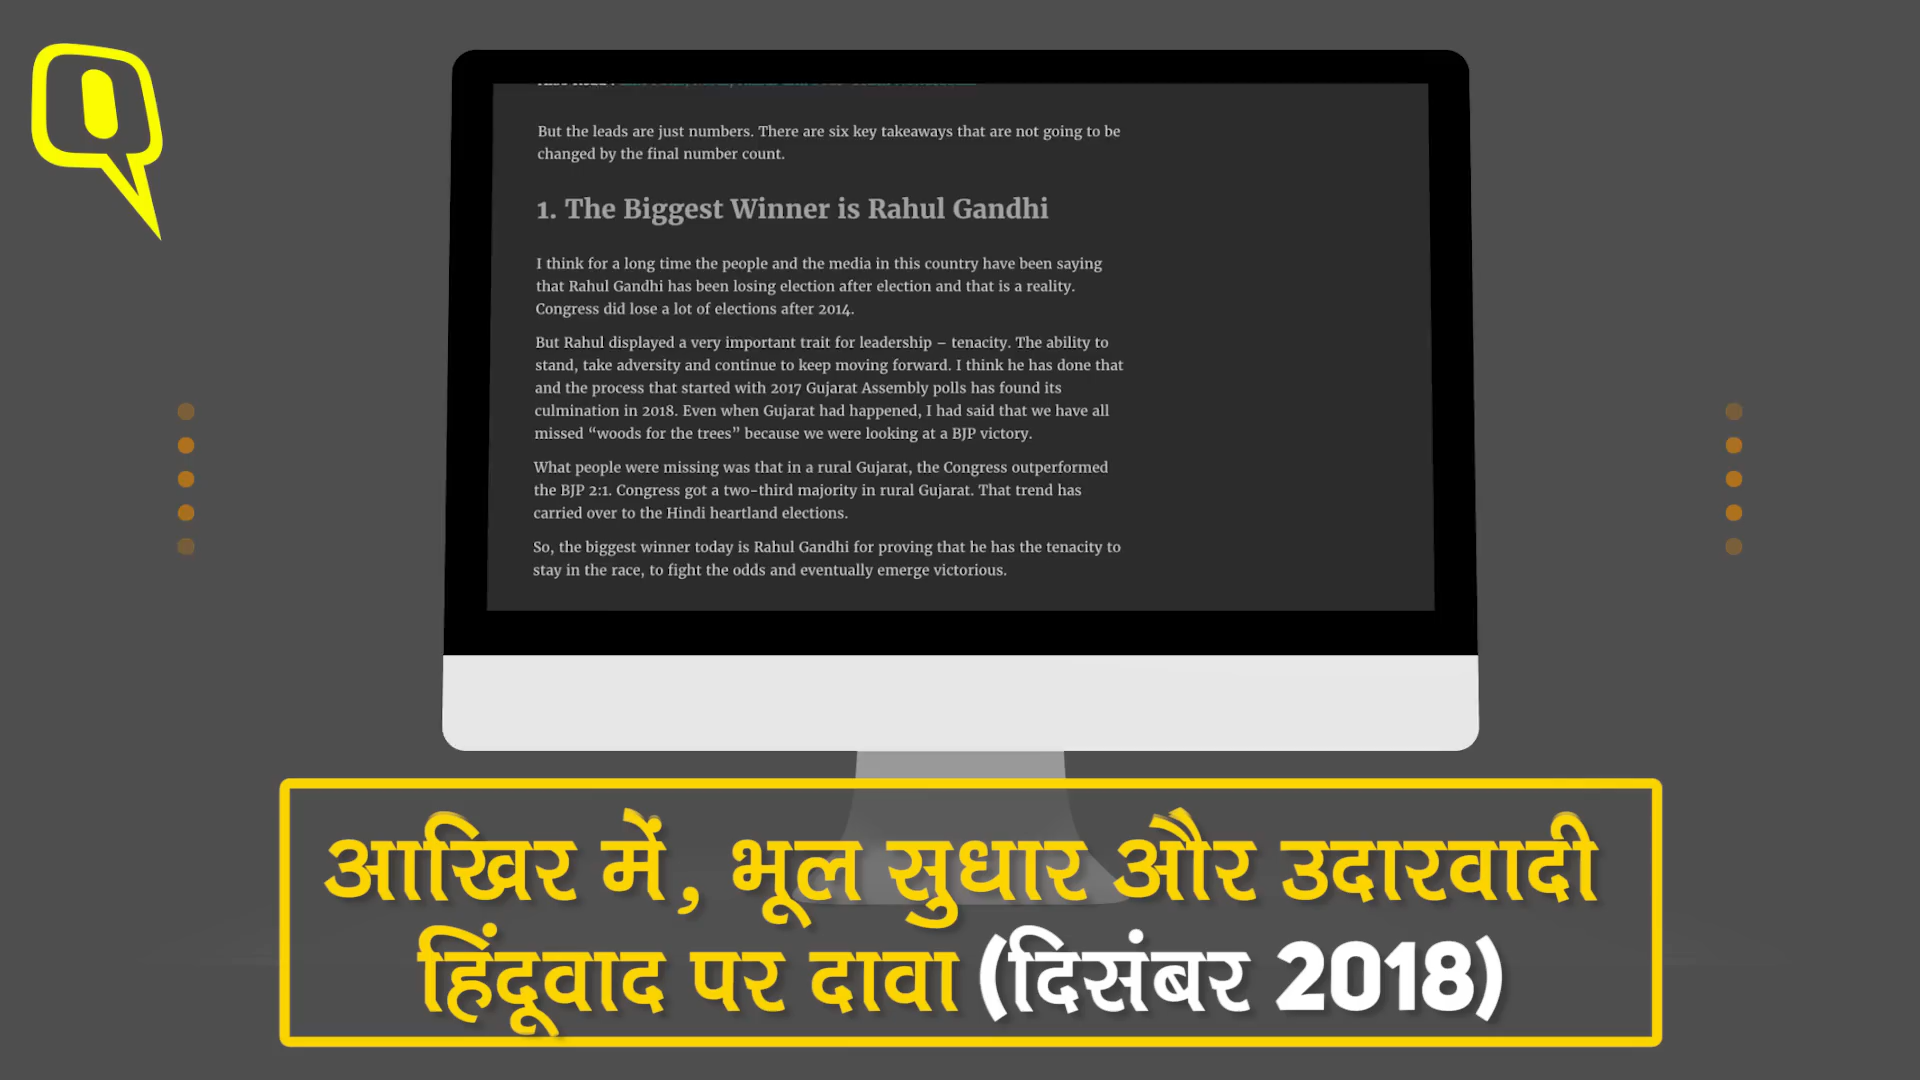 But the leads are just numbers. There are six key takeaways that are not going to be
changed by the final number count.
1. The Biggest Winner is Rahul Gandhi
I think for a long time the people and the media in this country have been saying
that Rahul Gandhi has been losing election after election and that is a reality.
Congress did lose a lot of elections after 2014.
But Rahul displayed a very important trait for leadership – tenacity. The ability to
stand, take adversity and continue to keep moving forward. I think he has done that
and the process that started with 2017 Gujarat Assembly polls has found its
culmination in 2018. Even when Gujarat had happened, I had said that we have all
missed “woods for the trees” because we were looking at a BJP victory.
What people were missing was that in a rural Gujarat, the Congress outperformed
the BJP 2:1. Congress got a two-third majority in rural Gujarat. That trend has
carried over to the Hindi heartland elections.
So, the biggest winner today is Rahul Gandhi for proving that he has the tenacity to
stay in the race, to fight the odds and eventually emerge victorious.
आखिर में, भूल सुधार और उदारवादी
हिंदूवाद पर दावा (दिसंबर 2018)